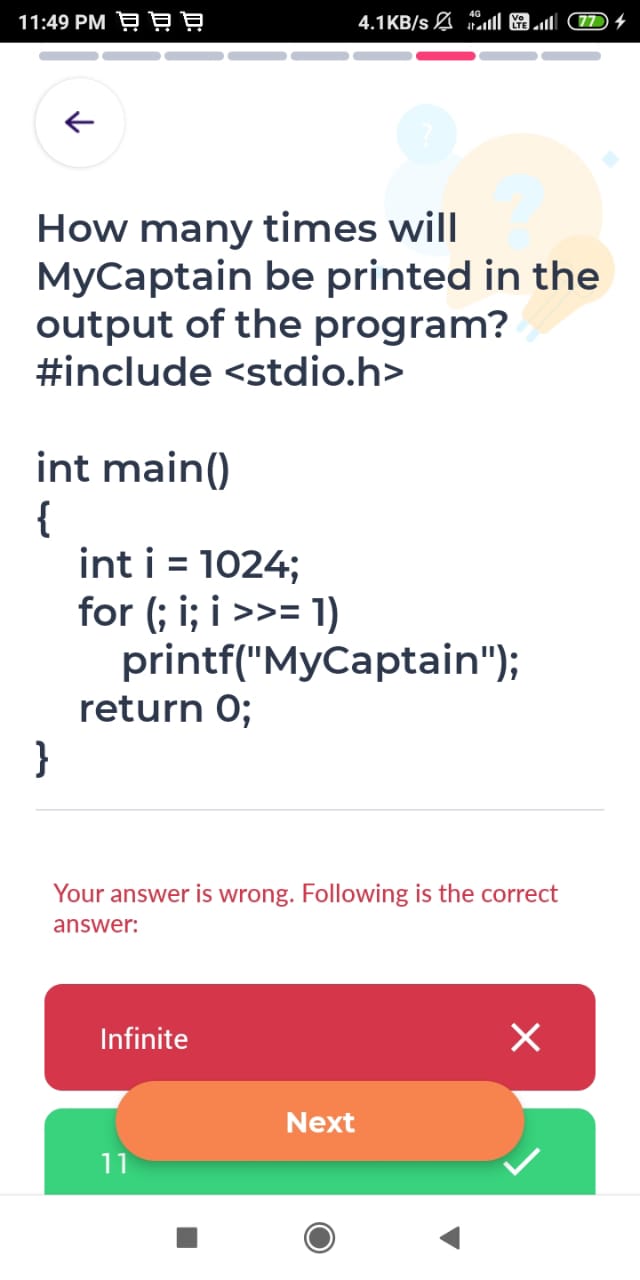 11:49 PM 4.1KB/s 4G Vo LTE 77
?
?
How many times will
MyCaptain be printed in the
output of the program?
#include <stdio.h>
int main()
{
int i = 1024;
for (; i; i >>= 1)
printf("MyCaptain");
return 0;
}
Your answer is wrong. Following is the correct
answer:
Infinite
Next
11